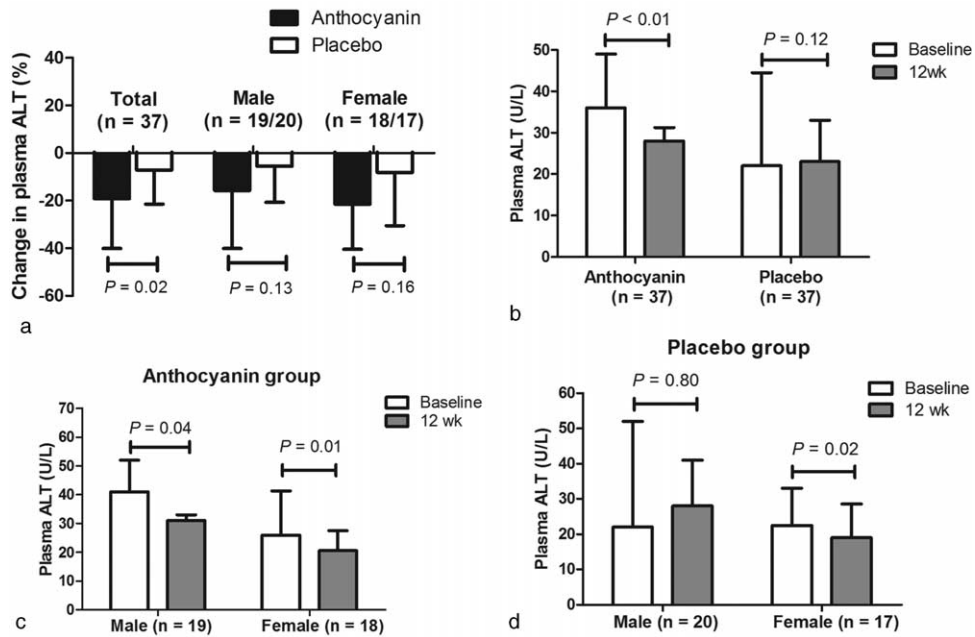 Anthocyanin
Placebo
Change in plasma ALT (%)
40
20
0
-20
-40
-60
Total
(n = 37)
Male
(n = 19/20)
Female
(n = 18/17)
P = 0.02
P = 0.13
P = 0.16
a
P < 0.01
P = 0.12
Baseline
12wk
Plasma ALT (U/L)
50
40
30
20
10
0
Anthocyanin
(n = 37)
Placebo
(n = 37)
b
Anthocyanin group
Baseline
12 wk
Plasma ALT (U/L)
70
60
50
40
30
20
10
0
P = 0.04
P = 0.01
Male (n = 19)
Female (n = 18)
c
Placebo group
Baseline
12 wk
Plasma ALT (U/L)
60
50
40
30
20
10
0
P = 0.80
P = 0.02
Male (n = 20)
Female (n = 17)
d